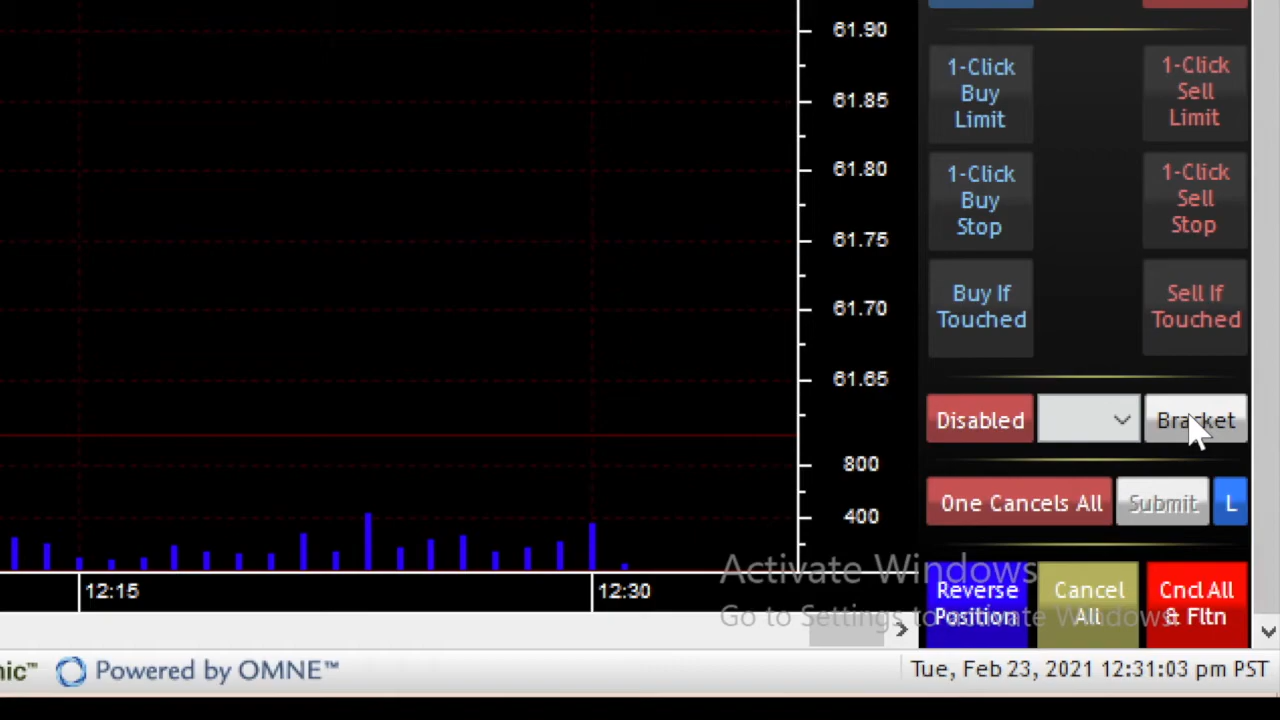 61.90
61.85
61.80
61.75
61.70
61.65
800
400
12:15
12:30
1-Click
Buy
Limit
1-Click
Sell
Limit
1-Click
Buy
Stop
1-Click
Sell
Stop
Buy If
Touched
Sell If
Touched
Disabled
Bracket
One Cancels All
Submit
L
Reverse
Position
Cancel
All
Cncl All
& Fltn
Activate Windows
Go to Settings to activate Windows.
nic™
Powered by OMNE™
Tue, Feb 23, 2021 12:31:03 pm PST